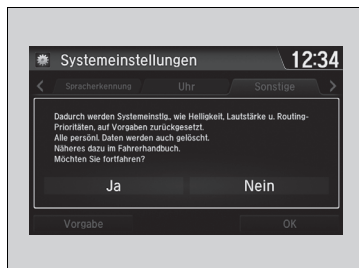 Systemeinstellungen
12:34
Spracherkennung Uhr Sonstige
Dadurch werden Systemeinstlg., wie Helligkeit, Lautstärke u. Routing-
Prioritäten, auf Vorgaben zurückgesetzt.
Alle persönl. Daten werden auch gelöscht.
Näheres dazu im Fahrerhandbuch.
Möchten Sie fortfahren?
Ja Nein
Vorgabe OK